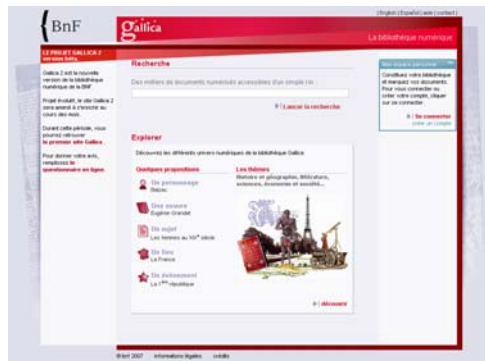 | English | Español | aide | contact |
BnF
Gallica
La bibliothèque numérique
LE PROJET GALLICA 2
version beta.
Gallica 2 est la nouvelle
version de la bibliothèque
numérique de la BNF.
Projet évolutif, le site Gallica 2
sera amené à s'enrichir au
cours des mois.
Durant cette période, vous
pourrez retrouver
le premier site Gallica.
Pour donner votre avis,
remplissez le
questionnaire en ligne.
Recherche
Des milliers de documents numérisés accessibles d'un simple clic :
Lancer la recherche
Explorer
Découvrez les différents univers numériques de la bibliothèque Gallica
Quelques propositions
Un personnage
Balzac
Une oeuvre
Eugénie Grandet
Un sujet
Les femmes au XIXe siècle
Un lieu
La France
Un événement
La IIIème république
Les thèmes
Histoire et géographie, littérature,
sciences, économie et société...
découvrir
Mon espace personnel
Constituez votre bibliothèque
et marquez vos documents.
Pour vous connecter ou
créer votre compte, cliquer
sur se connecter.
Se connecter
créer un compte
© bnf 2007 informations légales crédits